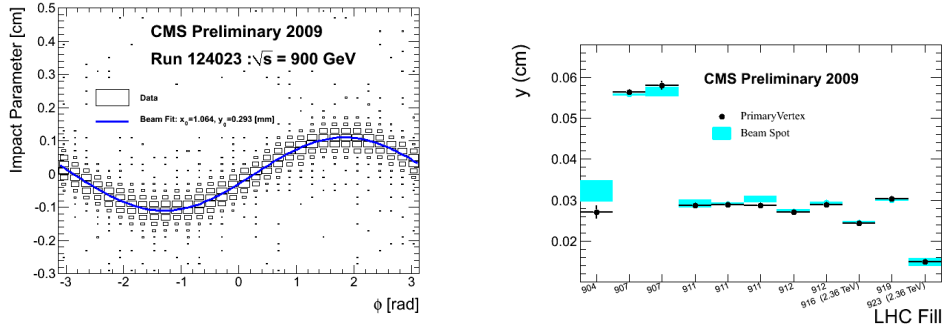 Impact Parameter [cm]
0.5
0.4
0.3
0.2
0.1
0
-0.1
-0.2
-0.3
CMS Preliminary 2009
Run 124023 :√s = 900 GeV
Data
Beam Fit: x₀=1.064, y₀=0.293 [mm]
-3 -2 -1 0 1 2 3
ϕ [rad]
y (cm)
0.06
0.05
0.04
0.03
0.02
CMS Preliminary 2009
PrimaryVertex
Beam Spot
904 907 907 911 911 911 912 912 916 (2.36 TeV) 919 923 (2.36 TeV)
LHC Fill